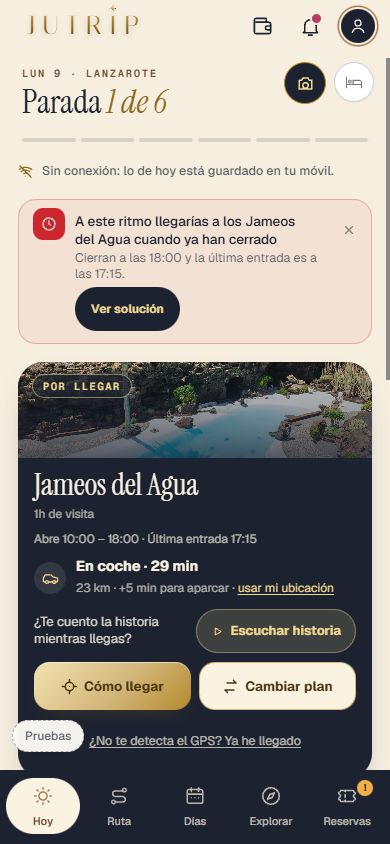 JUTRIP
LUN 9 · LANZAROTE
Parada 1 de 6
Sin conexión: lo de hoy está guardado en tu móvil.
A este ritmo llegarías a los Jameos
del Agua cuando ya han cerrado
Cierran a las 18:00 y la última entrada es a
las 17:15.
Ver solución
POR LLEGAR
Jameos del Agua
1h de visita
Abre 10:00 – 18:00 · Última entrada 17:15
En coche · 29 min
23 km · +5 min para aparcar · usar mi ubicación
¿Te cuento la historia
mientras llegas?
Escuchar historia
Cómo llegar
Cambiar plan
Pruebas
¿No te detecta el GPS? Ya he llegado
Hoy
Ruta
Días
Explorar
!
Reservas